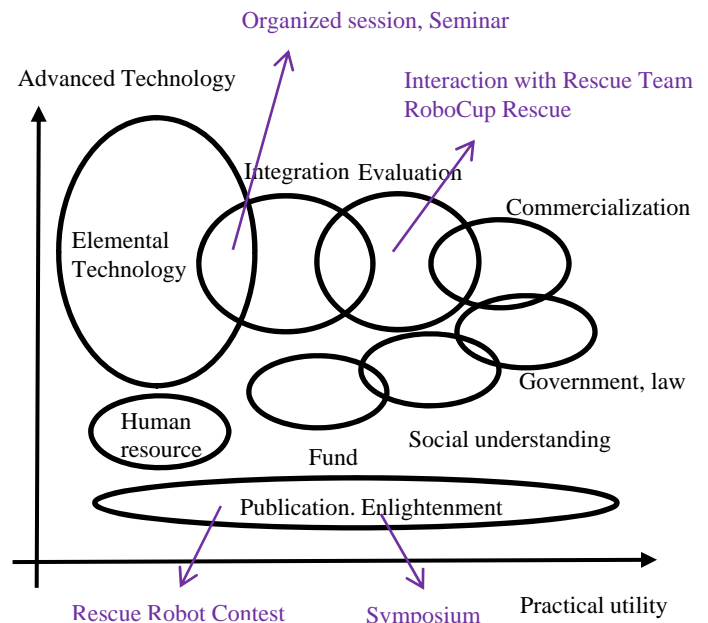 Organized session, Seminar
Advanced Technology
Interaction with Rescue Team
RoboCup Rescue
Integration
Evaluation
Commercialization
Elemental
Technology
Government, law
Human
resource
Social understanding
Fund
Publication. Enlightenment
Rescue Robot Contest
Symposium
Practical utility